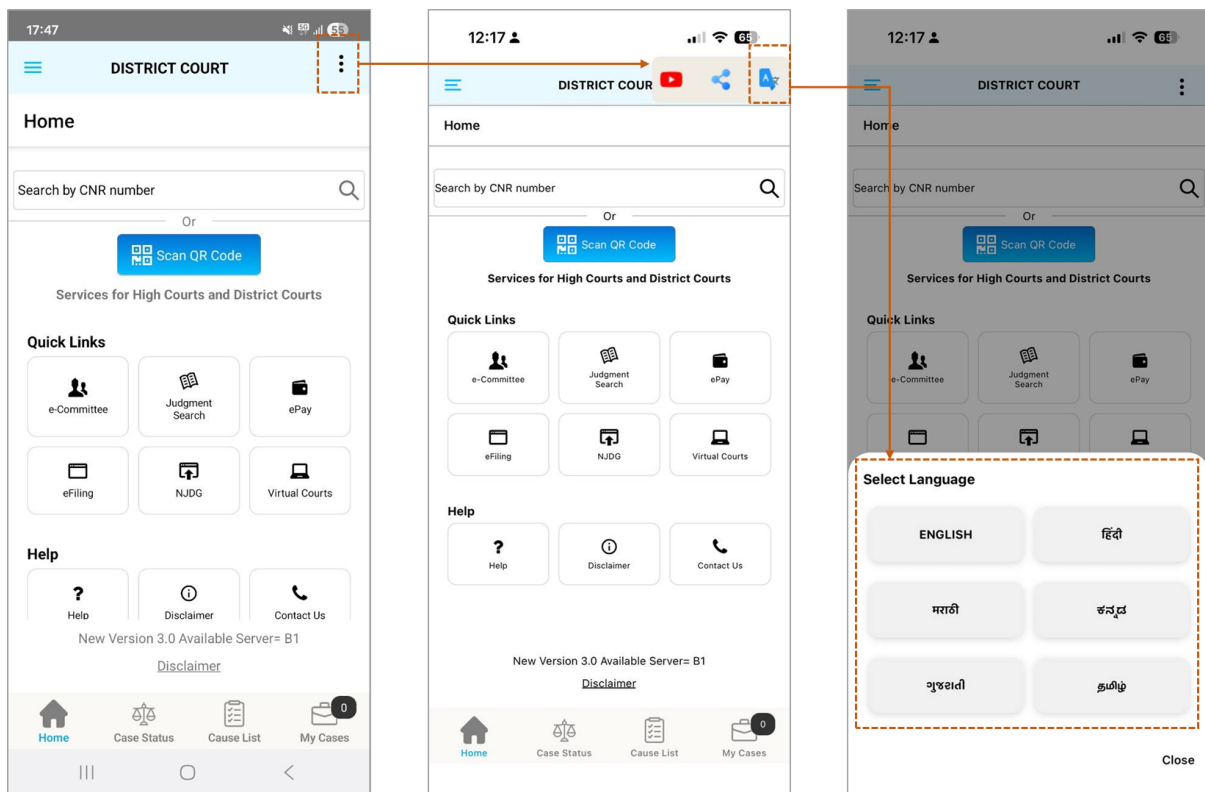 17:47
5G
55
DISTRICT COURT
Home
Search by CNR number
Or
Scan QR Code
Services for High Courts and District Courts
Quick Links
e-Committee
Judgment
Search
ePay
eFiling
NJDG
Virtual Courts
Help
?
Help
Disclaimer
Contact Us
New Version 3.0 Available Server= B1
Disclaimer
0
Home
Case Status
Cause List
My Cases
12:17
65
DISTRICT COUR
Home
Search by CNR number
Or
Scan QR Code
Services for High Courts and District Courts
Quick Links
e-Committee
Judgment
Search
ePay
eFiling
NJDG
Virtual Courts
Help
?
Help
Disclaimer
Contact Us
New Version 3.0 Available Server= B1
Disclaimer
0
Home
Case Status
Cause List
My Cases
12:17
65
DISTRICT COURT
Home
Search by CNR number
Or
Scan QR Code
Services for High Courts and District Courts
Quick Links
e-Committee
Judgment
Search
ePay
Select Language
ENGLISH
हिंदी
मराठी
ಕನ್ನಡ
ગુજરાતી
தமிழ்
Close